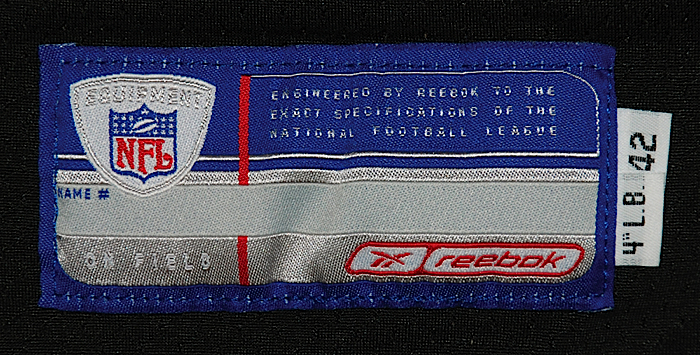 EQUIPMENT
NFL
ENGINEERED BY REEBOK TO THE
EXACT SPECIFICATIONS OF THE
NATIONAL FOOTBALL LEAGUE
NAME #
ON FIELD
reebok
4" L.B. 42